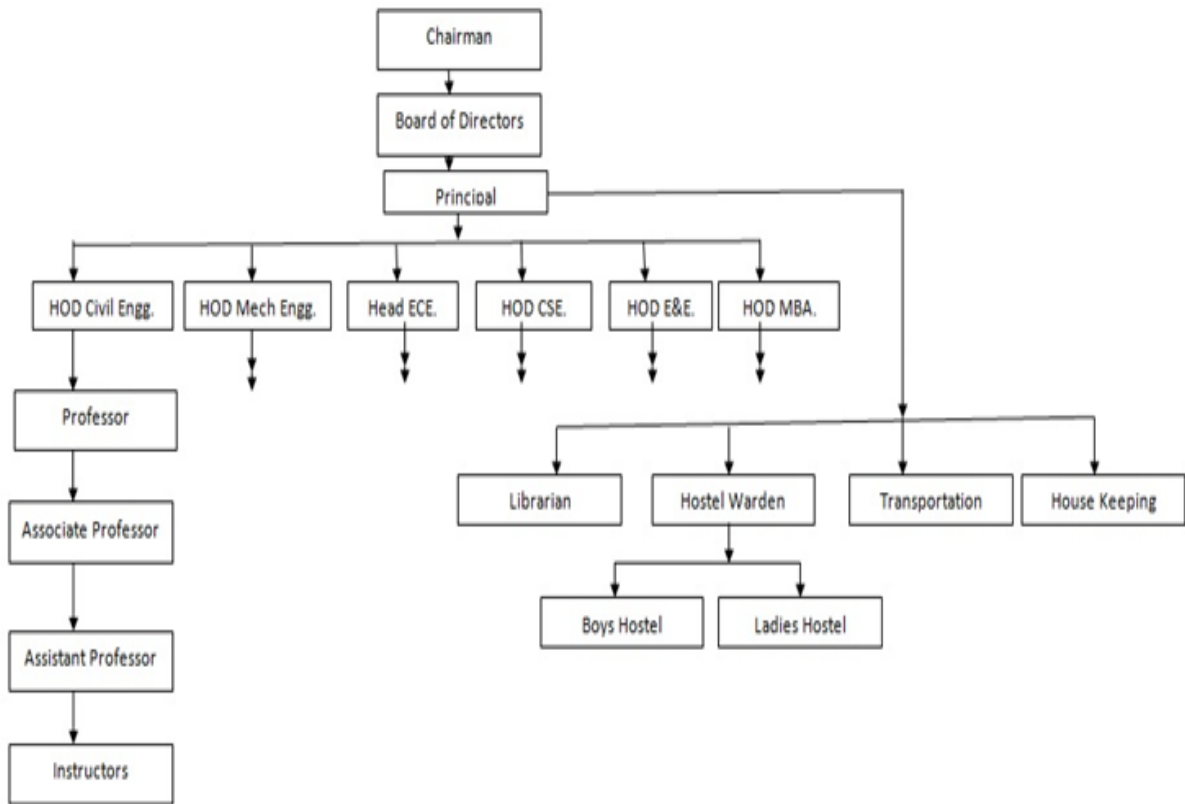 Chairman
Board of Directors
Principal
HOD Civil Engg.
HOD Mech Engg.
Head ECE.
HOD CSE.
HOD E&E.
HOD MBA.
Professor
Librarian
Hostel Warden
Transportation
House Keeping
Associate Professor
Boys Hostel
Ladies Hostel
Assistant Professor
Instructors